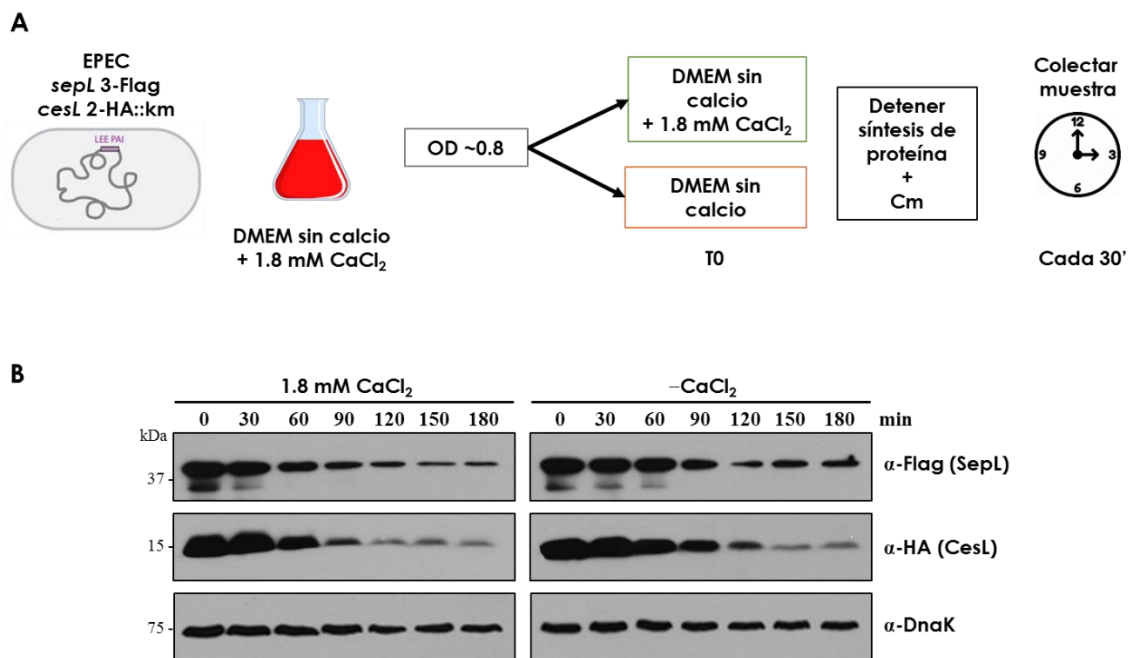 A
EPEC
sepL 3-Flag
cesL 2-HA::km
LEE PAI
DMEM sin calcio
+ 1.8 mM CaCl₂
OD ~0.8
DMEM sin
calcio
+ 1.8 mM CaCl₂
DMEM sin
calcio
T0
Detener
síntesis de
proteína
+
Cm
Colectar
muestra
12
9 3
6
Cada 30’
B
1.8 mM CaCl₂ –CaCl₂
0 30 60 90 120 150 180 0 30 60 90 120 150 180 min
kDa
37 α-Flag (SepL)
15 α-HA (CesL)
75 α-DnaK